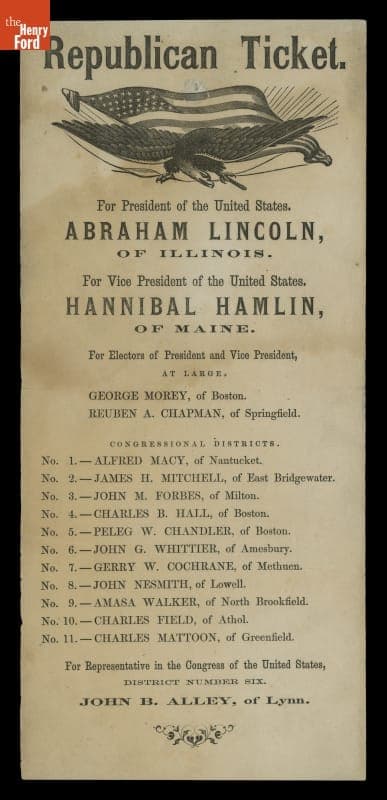 the
Henry
Ford
Republican Ticket.
For President of the United States.
ABRAHAM LINCOLN,
OF ILLINOIS.
For Vice President of the United States.
HANNIBAL HAMLIN,
OF MAINE.
For Electors of President and Vice President,
AT LARGE,
GEORGE MOREY, of Boston.
REUBEN A. CHAPMAN, of Springfield.
CONGRESSIONAL DISTRICTS.
No. 1.—ALFRED MACY, of Nantucket.
No. 2.—JAMES H. MITCHELL, of East Bridgewater.
No. 3.—JOHN M. FORBES, of Milton.
No. 4.—CHARLES B. HALL, of Boston.
No. 5.—PELEG W. CHANDLER, of Boston.
No. 6.—JOHN G. WHITTIER, of Amesbury.
No. 7.—GERRY W. COCHRANE, of Methuen.
No. 8.—JOHN NESMITH, of Lowell.
No. 9.—AMASA WALKER, of North Brookfield.
No. 10.—CHARLES FIELD, of Athol.
No. 11.—CHARLES MATTOON, of Greenfield.
For Representative in the Congress of the United States,
DISTRICT NUMBER SIX.
JOHN B. ALLEY, of Lynn.